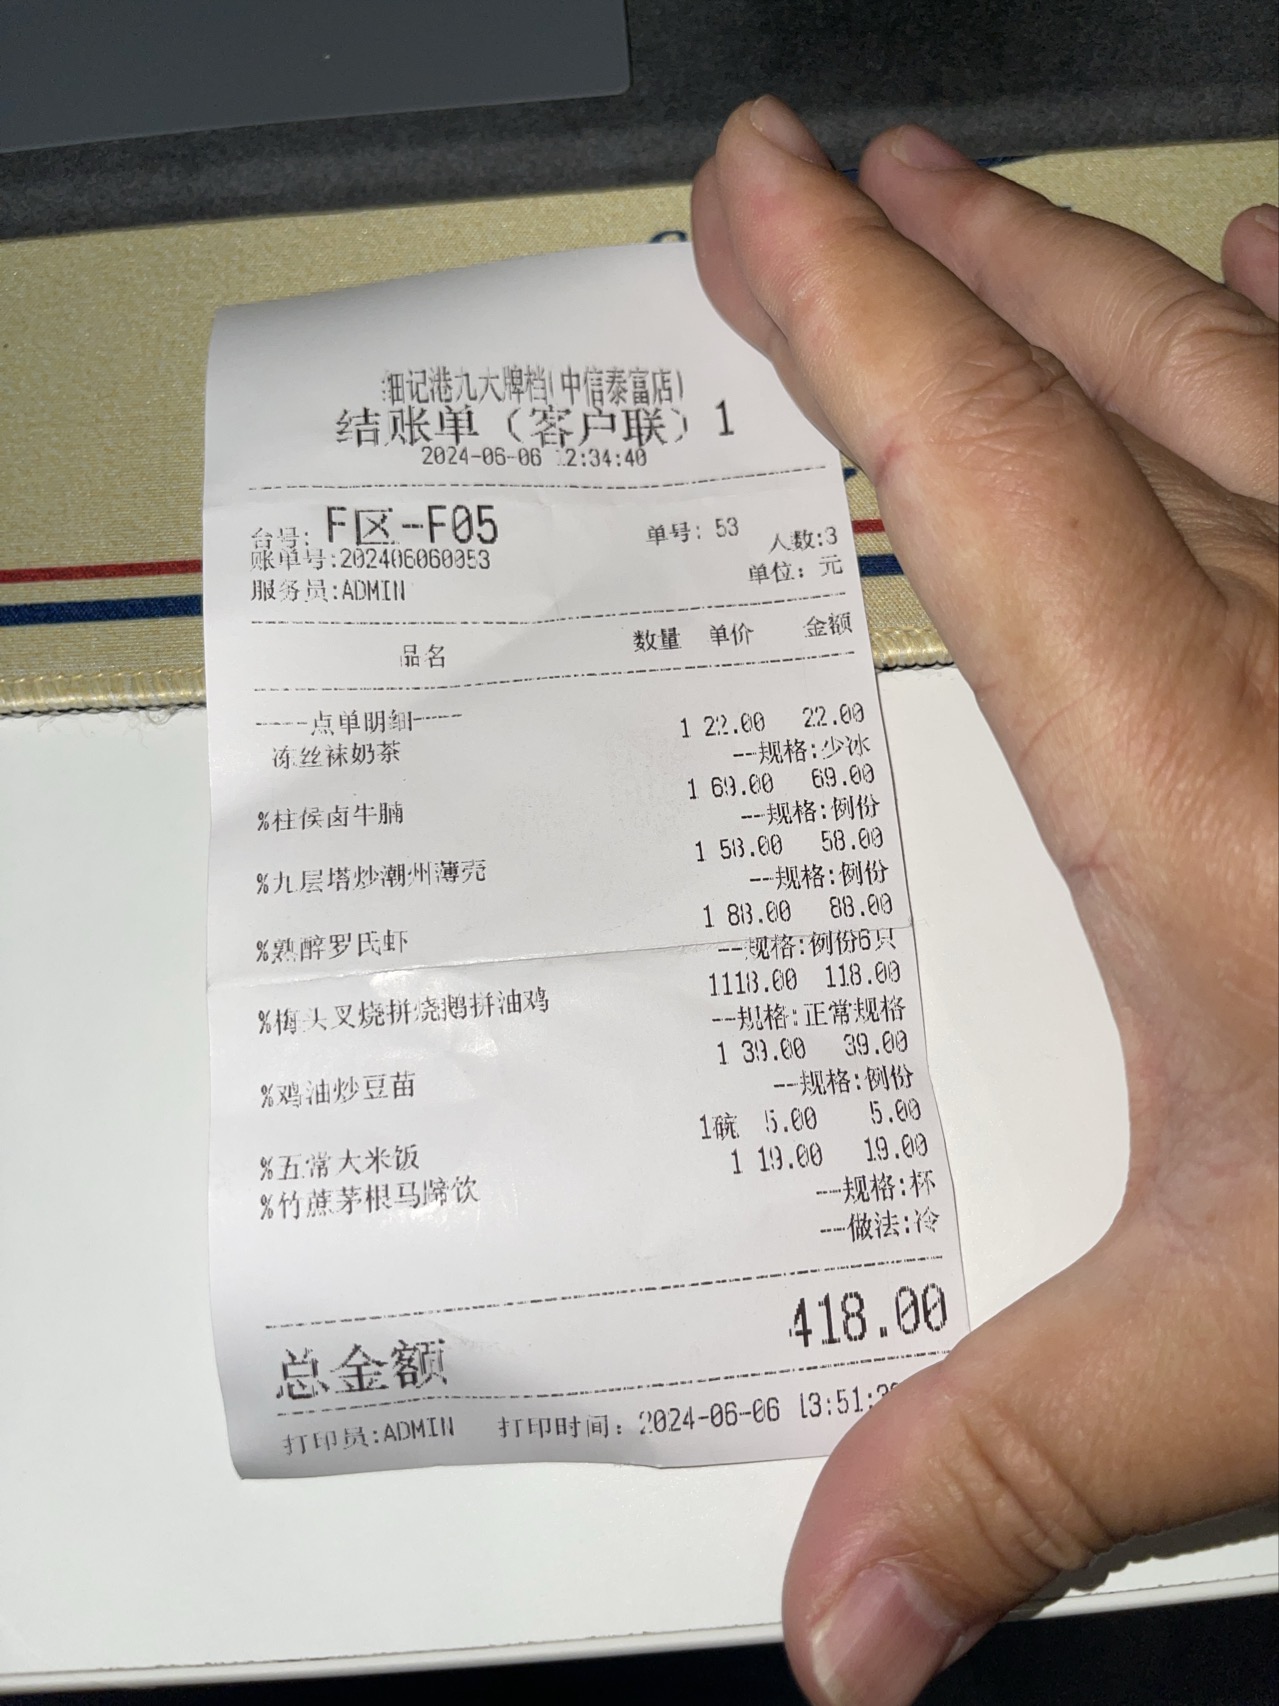 细记港九大牌档(中信泰富店)
结账单（客户联）1
2024-06-06 12:34:40
台号: F区-F05 单号: 53 人数:3
账单号:202406060053 单位: 元
服务员:ADMIN
品名 数量 单价 金额
-----点单明细-----
冻丝袜奶茶 1 22.00 22.00
--规格:少冰
%柱侯卤牛腩 1 69.00 69.00
--规格:例份
%九层塔炒潮州薄壳 1 58.00 58.00
--规格:例份
%熟醉罗氏虾 1 88.00 88.00
--规格:例份6只
%梅头叉烧拼烧鹅拼油鸡 1118.00 118.00
--规格:正常规格
%鸡油炒豆苗 1 39.00 39.00
--规格:例份
%五常大米饭 1碗 5.00 5.00
%竹蔗茅根马蹄饮 1 19.00 19.00
--规格:杯
--做法:冷
总金额 418.00
打印员:ADMIN 打印时间: 2024-06-06 13:51: